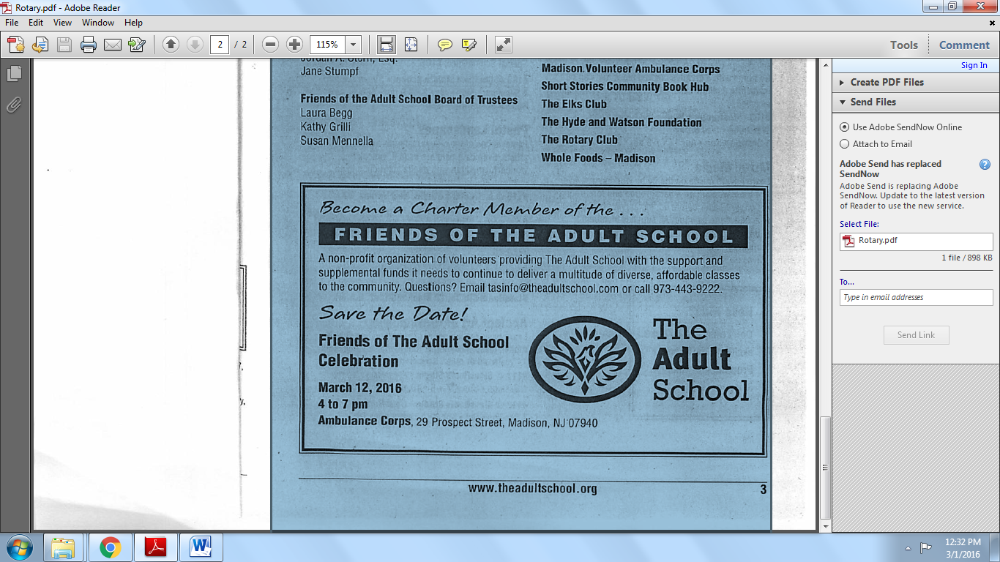 Rotary.pdf - Adobe Reader
File Edit View Window Help
2 / 2
115%
Tools
Comment
Sign In
Create PDF Files
Send Files
Use Adobe SendNow Online
Attach to Email
Adobe Send has replaced
SendNow
Adobe Send is replacing Adobe
SendNow. Update to the latest version
of Reader to use the new service.
Select File:
Rotary.pdf
1 file / 898 KB
To...
Type in email addresses
Send Link
Jane Stumpf
Friends of the Adult School Board of Trustees
Laura Begg
Kathy Grilli
Susan Mennella
Madison Volunteer Ambulance Corps
Short Stories Community Book Hub
The Elks Club
The Hyde and Watson Foundation
The Rotary Club
Whole Foods – Madison
Become a Charter Member of the . . .
FRIENDS OF THE ADULT SCHOOL
A non-profit organization of volunteers providing The Adult School with the support and
supplemental funds it needs to continue to deliver a multitude of diverse, affordable classes
to the community. Questions? Email tasinfo@theadultschool.com or call 973-443-9222.
Save the Date!
Friends of The Adult School
Celebration
March 12, 2016
4 to 7 pm
Ambulance Corps, 29 Prospect Street, Madison, NJ 07940
The
Adult
School
www.theadultschool.org
3
12:32 PM
3/1/2016